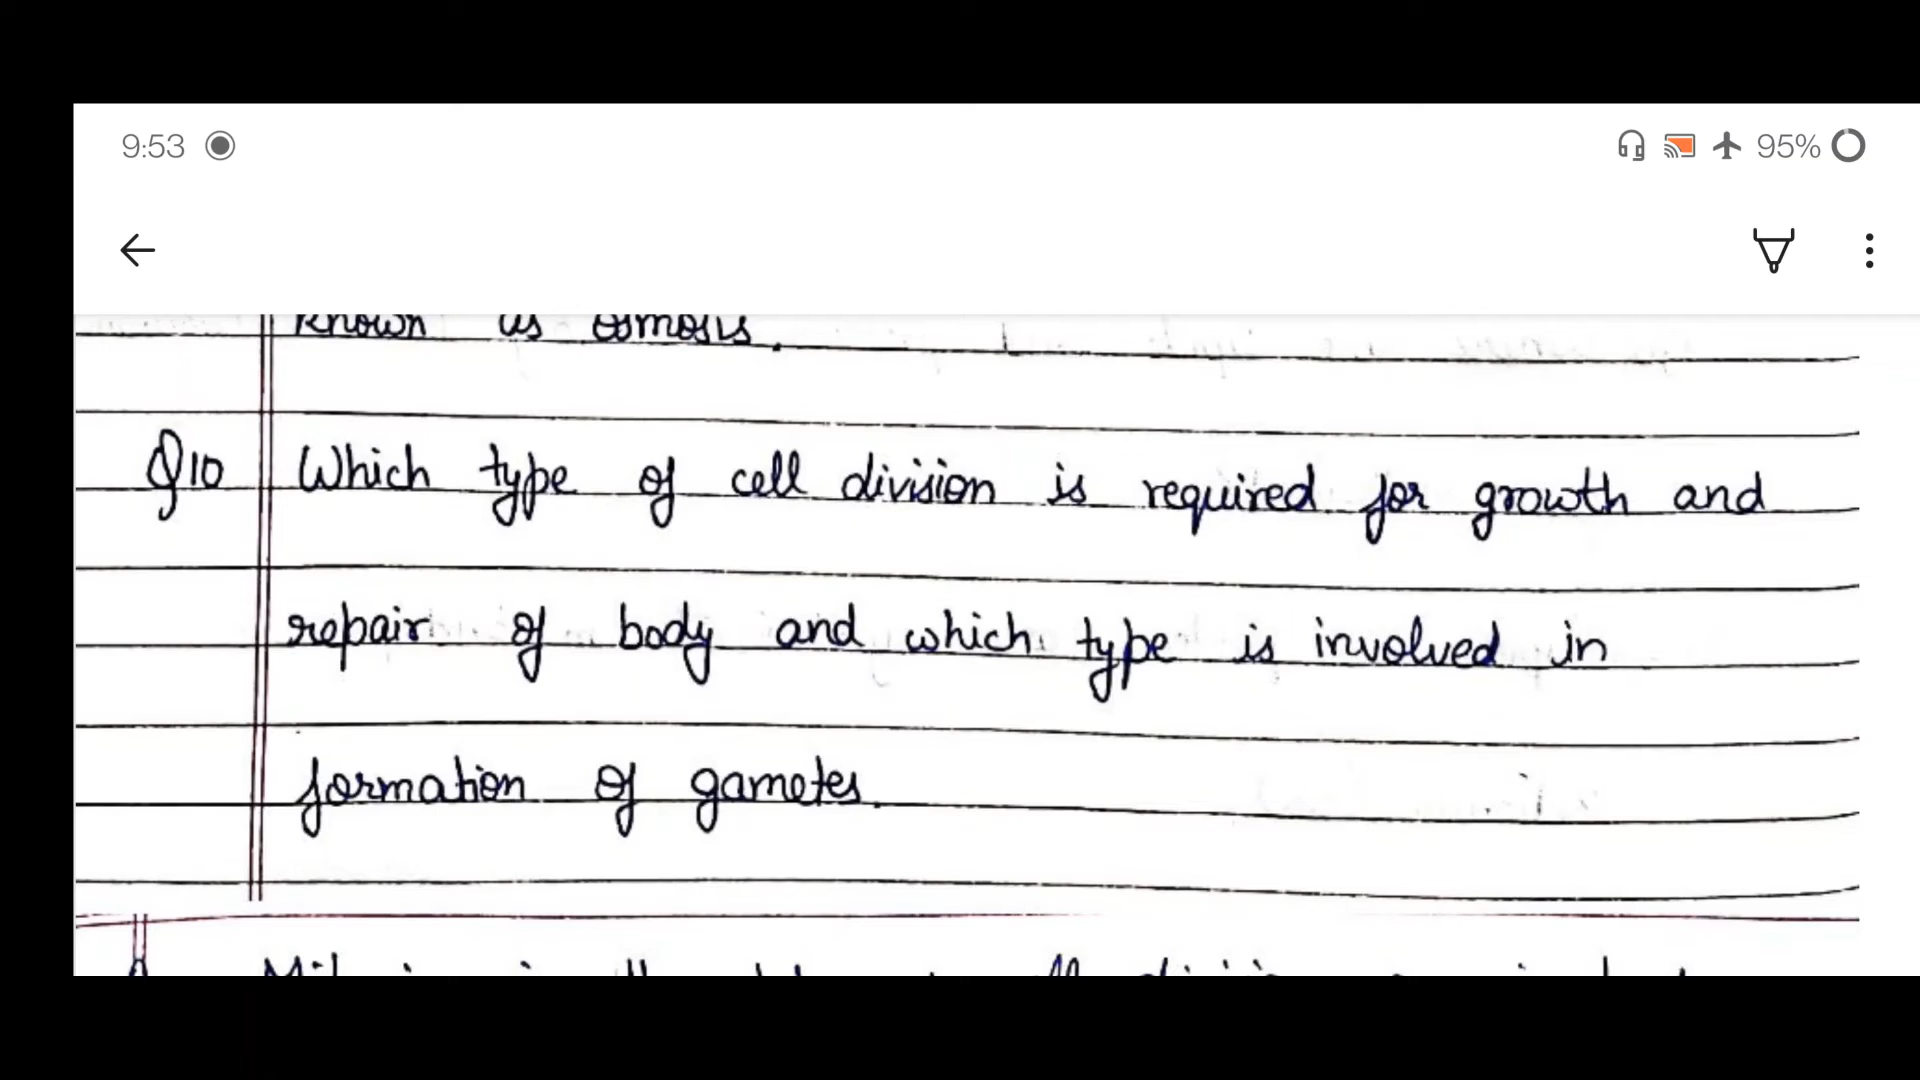 9:53
95%
known as osmosis.
Q10 Which type of cell division is required for growth and
repair of body and which type is involved in
formation of gametes.